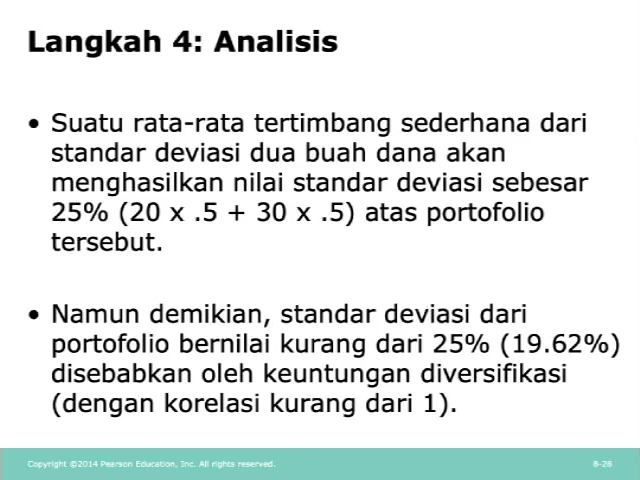 Langkah 4: Analisis
• Suatu rata-rata tertimbang sederhana dari
standar deviasi dua buah dana akan
menghasilkan nilai standar deviasi sebesar
25% (20 x .5 + 30 x .5) atas portofolio
tersebut.
• Namun demikian, standar deviasi dari
portofolio bernilai kurang dari 25% (19.62%)
disebabkan oleh keuntungan diversifikasi
(dengan korelasi kurang dari 1).
Copyright ©2014 Pearson Education, Inc. All rights reserved.
8-28